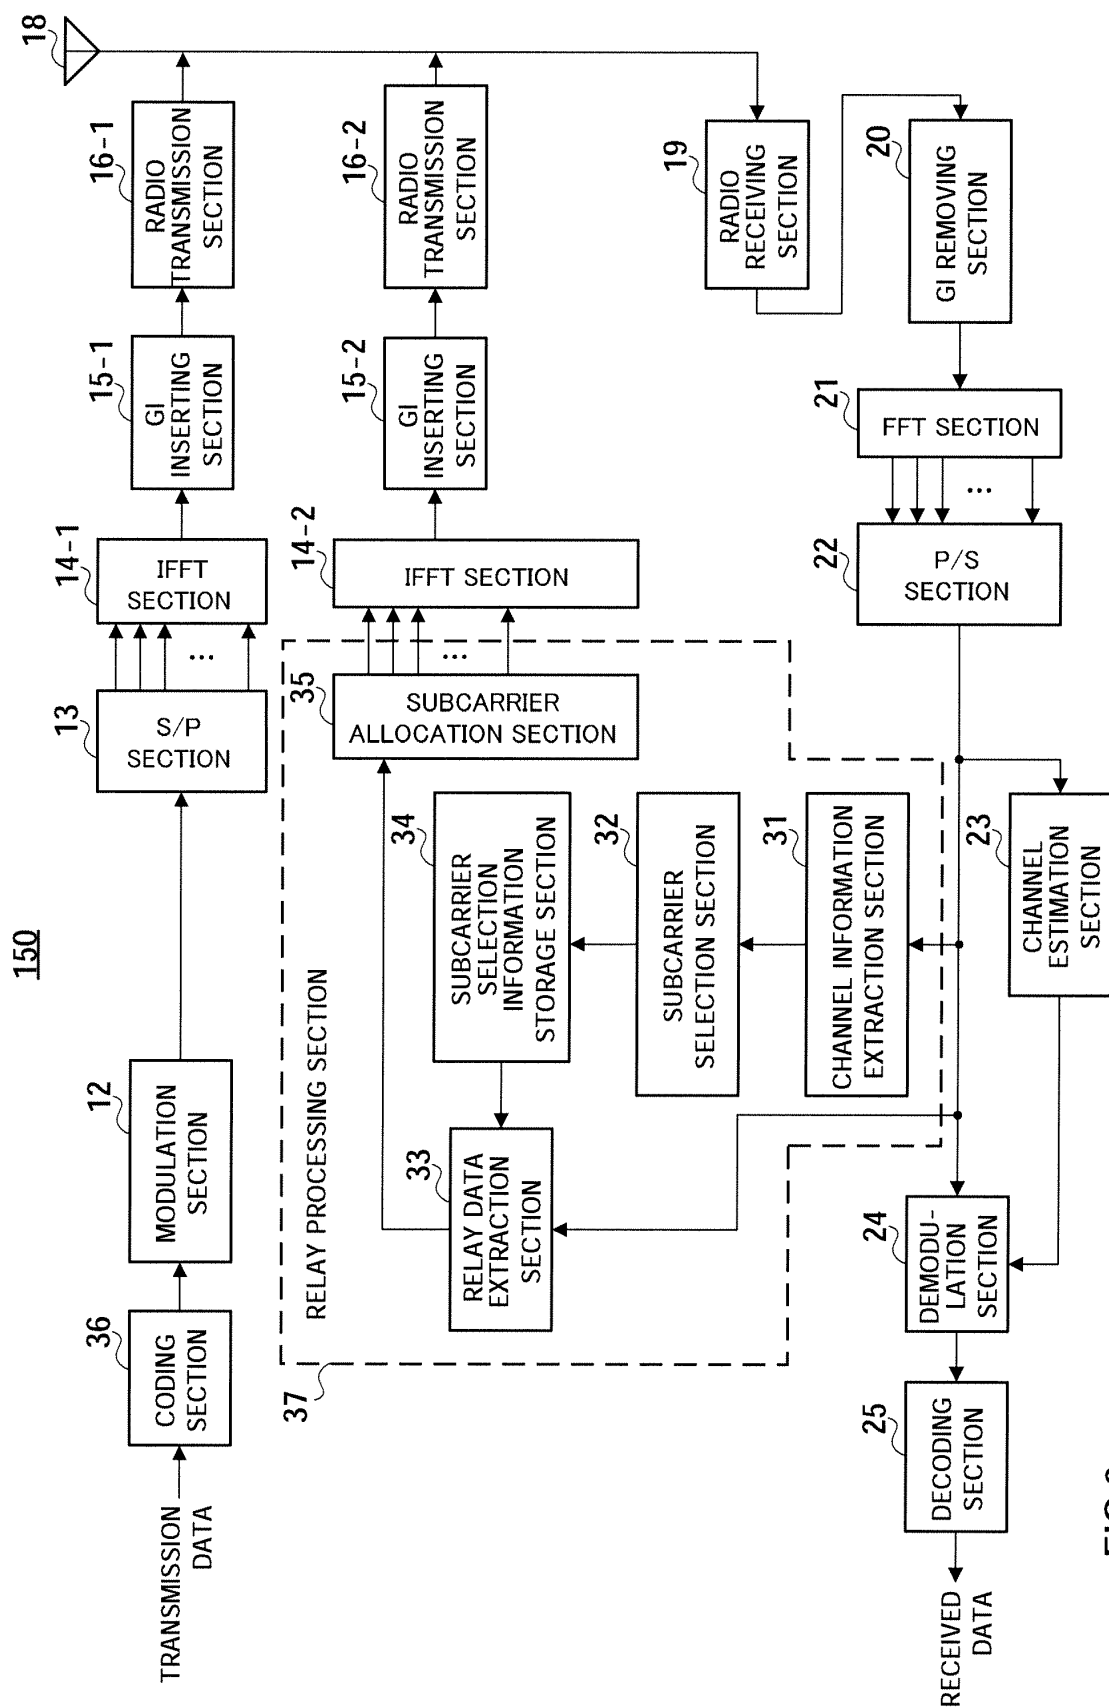 150
TRANSMISSION
DATA
36
CODING
SECTION
12
MODULATION
SECTION
13
S/P
SECTION
...
14-1
IFFT
SECTION
15-1
GI
INSERTING
SECTION
16-1
RADIO
TRANSMISSION
SECTION
18
37
RELAY PROCESSING SECTION
33
RELAY DATA
EXTRACTION
SECTION
34
SUBCARRIER
SELECTION
INFORMATION
STORAGE SECTION
32
SUBCARRIER
SELECTION SECTION
31
CHANNEL INFORMATION
EXTRACTION SECTION
35
SUBCARRIER
ALLOCATION SECTION
...
14-2
IFFT SECTION
15-2
GI
INSERTING
SECTION
16-2
RADIO
TRANSMISSION
SECTION
19
RADIO
RECEIVING
SECTION
20
GI REMOVING
SECTION
21
FFT SECTION
...
22
P/S
SECTION
23
CHANNEL
ESTIMATION
SECTION
24
DEMODU-
LATION
SECTION
25
DECODING
SECTION
RECEIVED
DATA